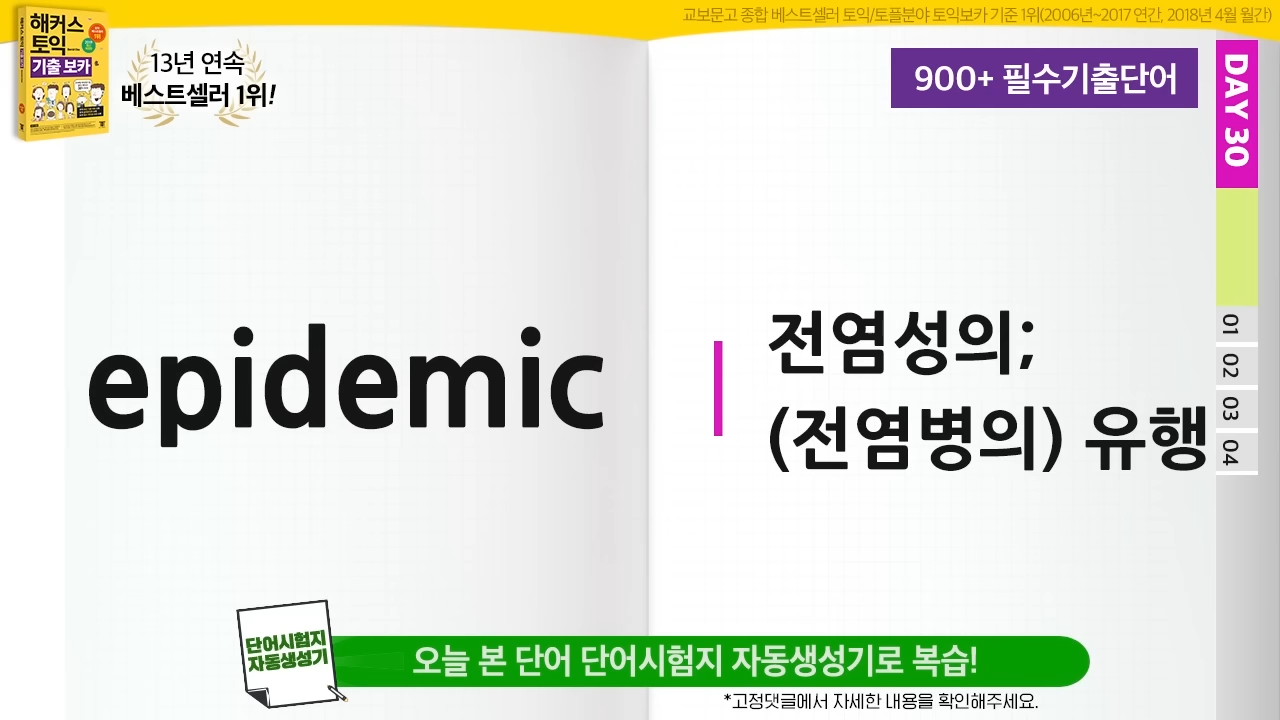 교보문고 종합 베스트셀러 토익/토플분야 토익보카 기준 1위(2006년~2017 연간, 2018년 4월 월간)
해커스
토익
기출 보카
13년 연속
베스트셀러 1위!
900+ 필수기출단어
DAY 30
epidemic
전염성의;
(전염병의) 유행
01
02
03
04
단어시험지
자동생성기
오늘 본 단어 단어시험지 자동생성기로 복습!
*고정댓글에서 자세한 내용을 확인해주세요.